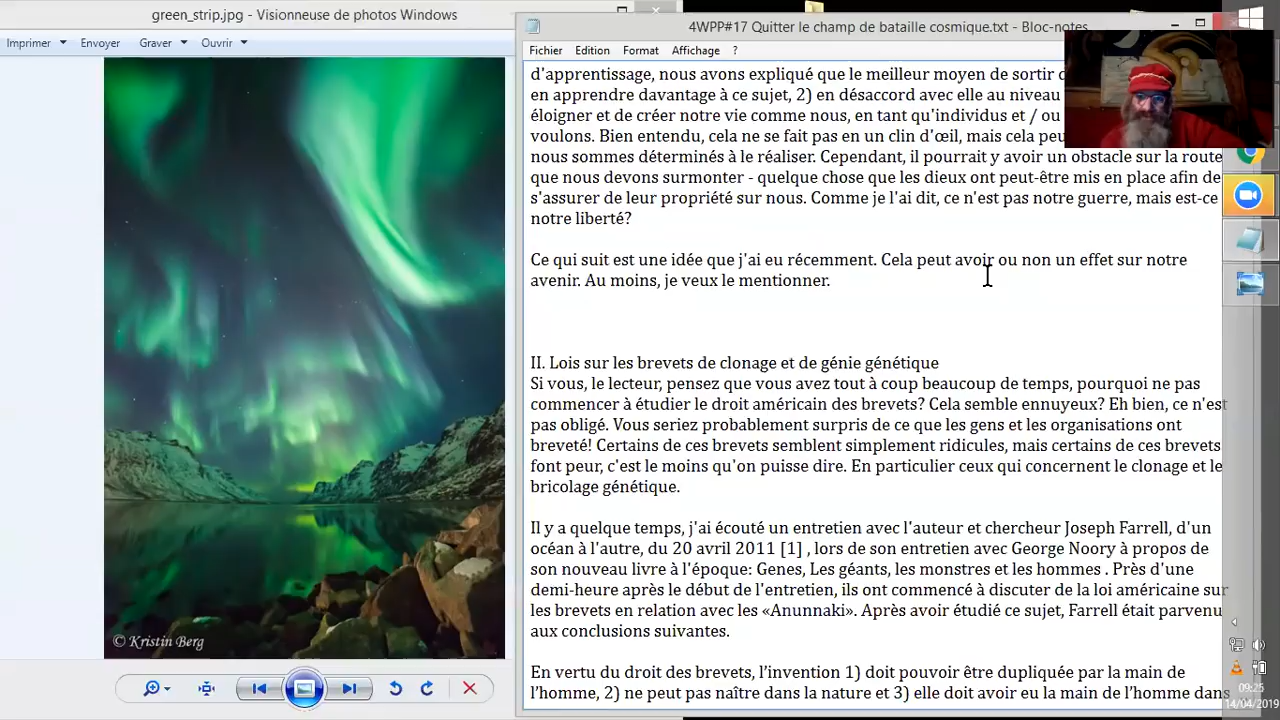 green_strip.jpg - Visionneuse de photos Windows
Imprimer Envoyer Graver Ouvrir
© Kristin Berg
4WPP#17 Quitter le champ de bataille cosmique.txt - Bloc-notes
Fichier Edition Format Affichage ?
d'apprentissage, nous avons expliqué que le meilleur moyen de sortir
en apprendre davantage à ce sujet, 2) en désaccord avec elle au niveau
éloigner et de créer notre vie comme nous, en tant qu'individus et / ou
voulons. Bien entendu, cela ne se fait pas en un clin d'œil, mais cela
nous sommes déterminés à le réaliser. Cependant, il pourrait y avoir un obstacle sur la route
que nous devons surmonter - quelque chose que les dieux ont peut-être mis en place afin de
s'assurer de leur propriété sur nous. Comme je l'ai dit, ce n'est pas notre guerre, mais est-ce
notre liberté?
Ce qui suit est une idée que j'ai eu récemment. Cela peut avoir ou non un effet sur notre
avenir. Au moins, je veux le mentionner.
II. Lois sur les brevets de clonage et de génie génétique
Si vous, le lecteur, pensez que vous avez tout à coup beaucoup de temps, pourquoi ne pas
commencer à étudier le droit américain des brevets? Cela semble ennuyeux? Eh bien, ce n'est
pas obligé. Vous seriez probablement surpris de ce que les gens et les organisations ont
breveté! Certains de ces brevets semblent simplement ridicules, mais certains de ces brevets
font peur, c'est le moins qu'on puisse dire. En particulier ceux qui concernent le clonage et le
bricolage génétique.
Il y a quelque temps, j'ai écouté un entretien avec l'auteur et chercheur Joseph Farrell, d'un
océan à l'autre, du 20 avril 2011 [1] , lors de son entretien avec George Noory à propos de
son nouveau livre à l'époque: Genes, Les géants, les monstres et les hommes . Près d'une
demi-heure après le début de l'entretien, ils ont commencé à discuter de la loi américaine sur
les brevets en relation avec les «Anunnaki». Après avoir étudié ce sujet, Farrell était parvenu
aux conclusions suivantes.
En vertu du droit des brevets, l’invention 1) doit pouvoir être dupliquée par la main de
l’homme, 2) ne peut pas naître dans la nature et 3) elle doit avoir eu la main de l’homme dans
09:25
14/04/2019